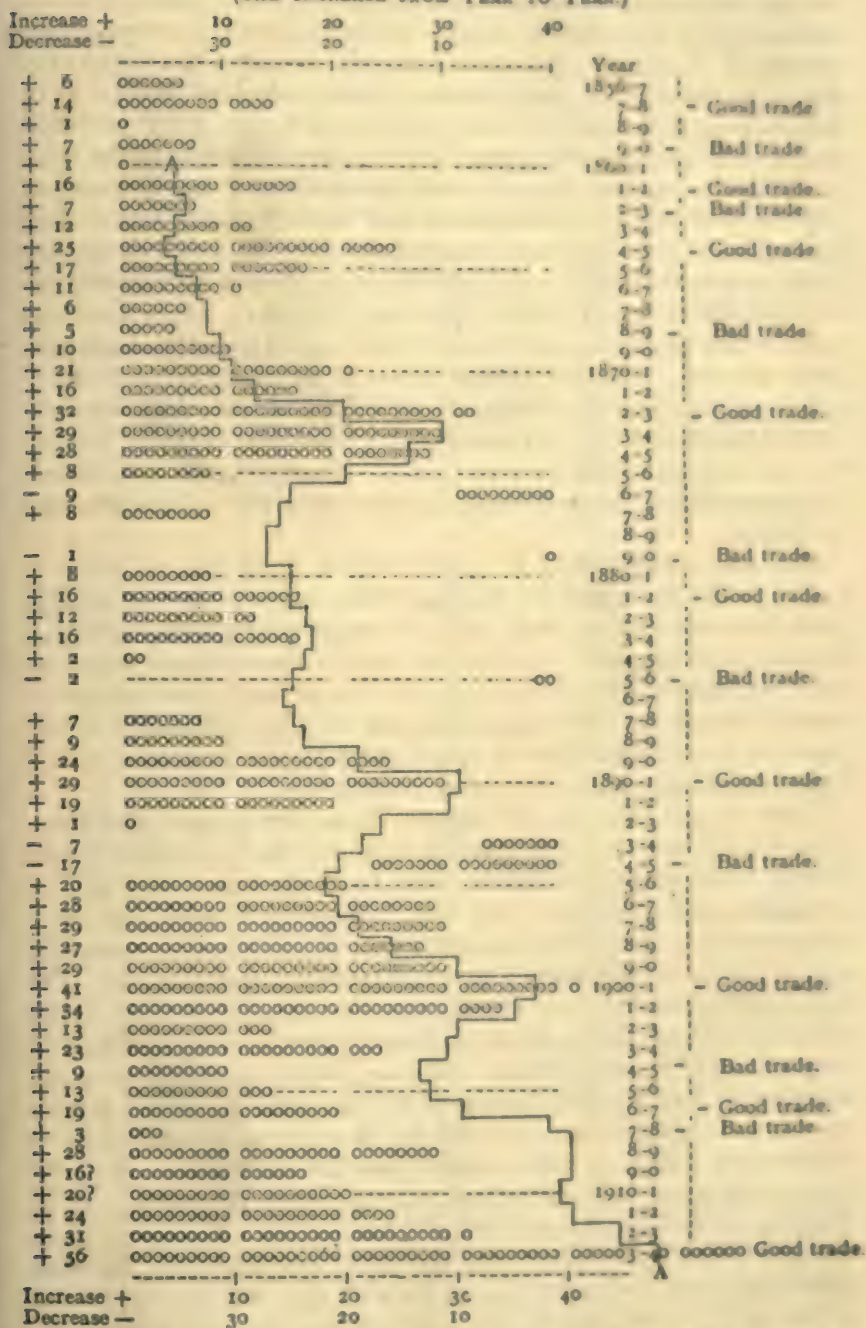 FROM YEAR TO YEAR.)
Increase + 10 20 30 40
Decrease — 30 20 10
Year
+ 6 1856-7
+ 14 7-8 - Good trade
+ 1 8-9
+ 7 9-0 - Bad trade
+ 1 1860-1
+ 16 1-2 - Good trade.
+ 7 2-3 - Bad trade
+ 12 3-4
+ 25 4-5 - Good trade
+ 17 5-6
+ 11 6-7
+ 6 7-8
+ 5 8-9 - Bad trade
+ 10 9-0
+ 21 1870-1
+ 16 1-2
+ 32 2-3 - Good trade.
+ 29 3-4
+ 28 4-5
+ 8 5-6
- 9 6-7
+ 8 7-8
8-9
- 1 9-0 - Bad trade
+ 8 1880-1
+ 16 1-2 - Good trade.
+ 12 2-3
+ 16 3-4
+ 2 4-5
- 2 5-6 - Bad trade.
6-7
+ 7 7-8
+ 9 8-9
+ 24 9-0
+ 29 1890-1 - Good trade
+ 19 1-2
+ 1 2-3
- 7 3-4
- 17 4-5 - Bad trade.
+ 20 5-6
+ 28 6-7
+ 29 7-8
+ 27 8-9
+ 29 9-0
+ 41 1900-1 - Good trade.
+ 34 1-2
+ 13 2-3
+ 23 3-4
+ 9 4-5 - Bad trade.
+ 13 5-6
+ 19 6-7 - Good trade.
+ 3 7-8 - Bad trade.
+ 28 8-9
+ 16? 9-0
+ 20? 1910-1
+ 24 1-2
+ 31 2-3
+ 56 Good trade.
Increase + 10 20 30 40
Decrease — 30 20 10